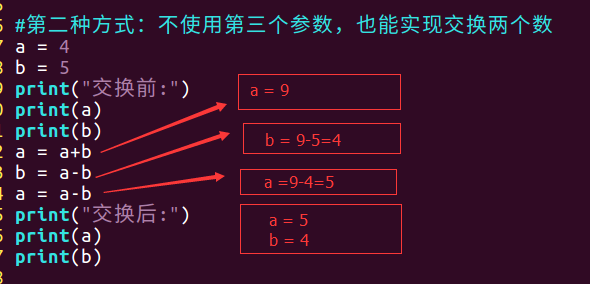 #第二种方式：不使用第三个参数，也能实现交换两个数
a = 4
b = 5
print("交换前:")
print(a)
print(b)
a = a+b
b = a-b
a = a-b
print("交换后:")
print(a)
print(b)
a = 9
b = 9-5=4
a =9-4=5
a = 5
b = 4